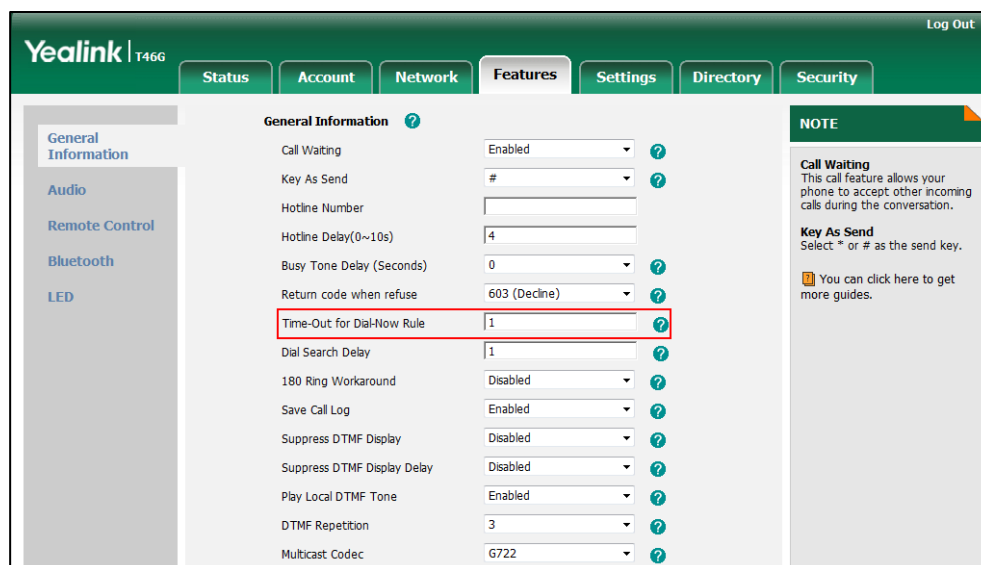 Log Out
Yealink T46G
Status Account Network Features Settings Directory Security
General Information
Audio
Remote Control
Bluetooth
LED
General Information ?
Call Waiting Enabled ?
Key As Send # ?
Hotline Number
Hotline Delay(0~10s) 4
Busy Tone Delay (Seconds) 0 ?
Return code when refuse 603 (Decline) ?
Time-Out for Dial-Now Rule 1 ?
Dial Search Delay 1 ?
180 Ring Workaround Disabled ?
Save Call Log Enabled ?
Suppress DTMF Display Disabled ?
Suppress DTMF Display Delay Disabled ?
Play Local DTMF Tone Enabled ?
DTMF Repetition 3 ?
Multicast Codec G722 ?
NOTE
Call Waiting
This call feature allows your
phone to accept other incoming
calls during the conversation.
Key As Send
Select * or # as the send key.
? You can click here to get
more guides.